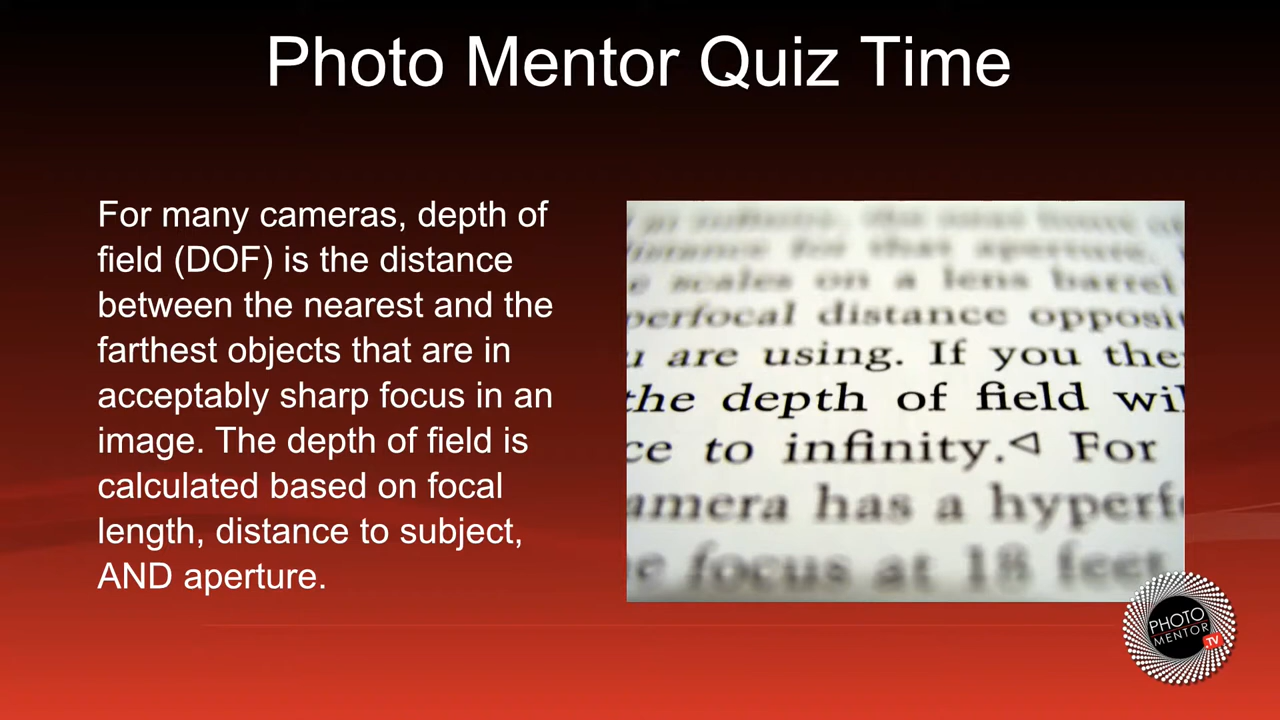 Photo Mentor Quiz Time
For many cameras, depth of
field (DOF) is the distance
between the nearest and the
farthest objects that are in
acceptably sharp focus in an
image. The depth of field is
calculated based on focal
length, distance to subject,
AND aperture.
scales on a lens barrel
perfocal distance opposi
u are using. If you the
the depth of field wil
ce to infinity.◁ For
amera has a hyperf
e focus at 18 feet
PHOTO
MENTOR
TV